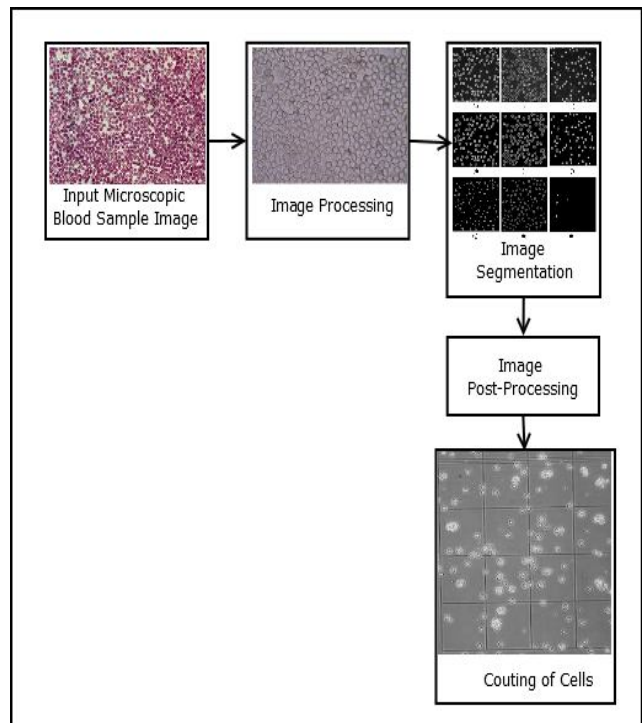 Input Microscopic
Blood Sample Image
Image Processing
Image
Segmentation
Image
Post-Processing
Couting of Cells